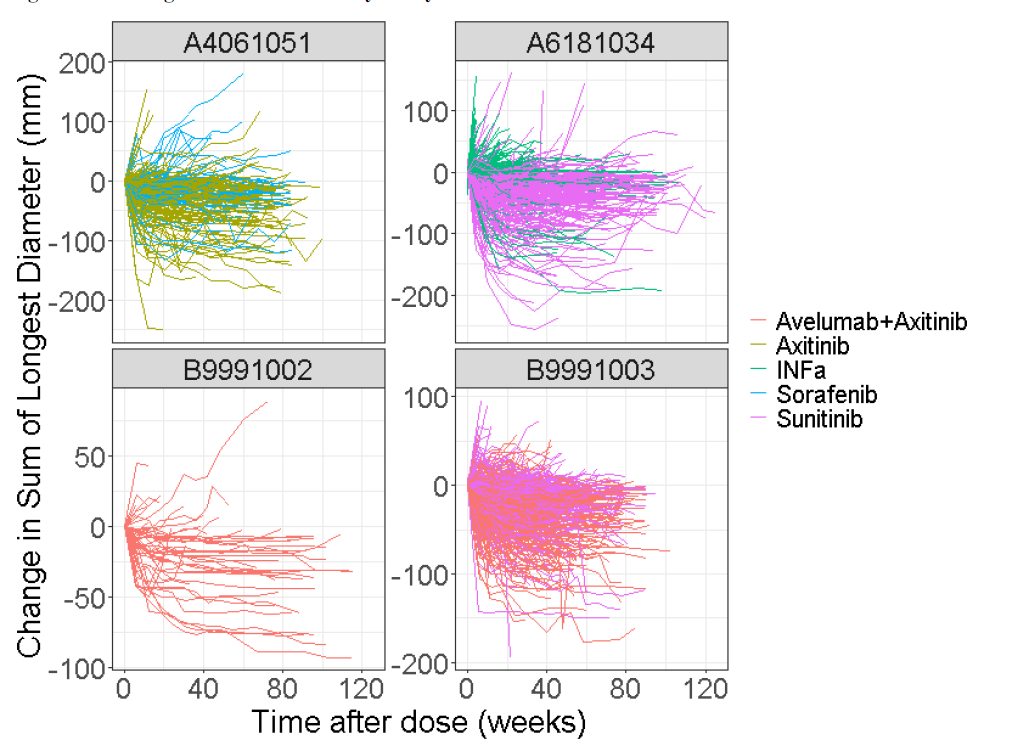 A4061051
A6181034
200
100
0
-100
-200
100
0
-100
-200
B9991002
B9991003
50
0
-50
-100
100
0
-100
-200
0 40 80 120
0 40 80 120
Change in Sum of Longest Diameter (mm)
Time after dose (weeks)
Avelumab+Axitinib
Axitinib
INFa
Sorafenib
Sunitinib